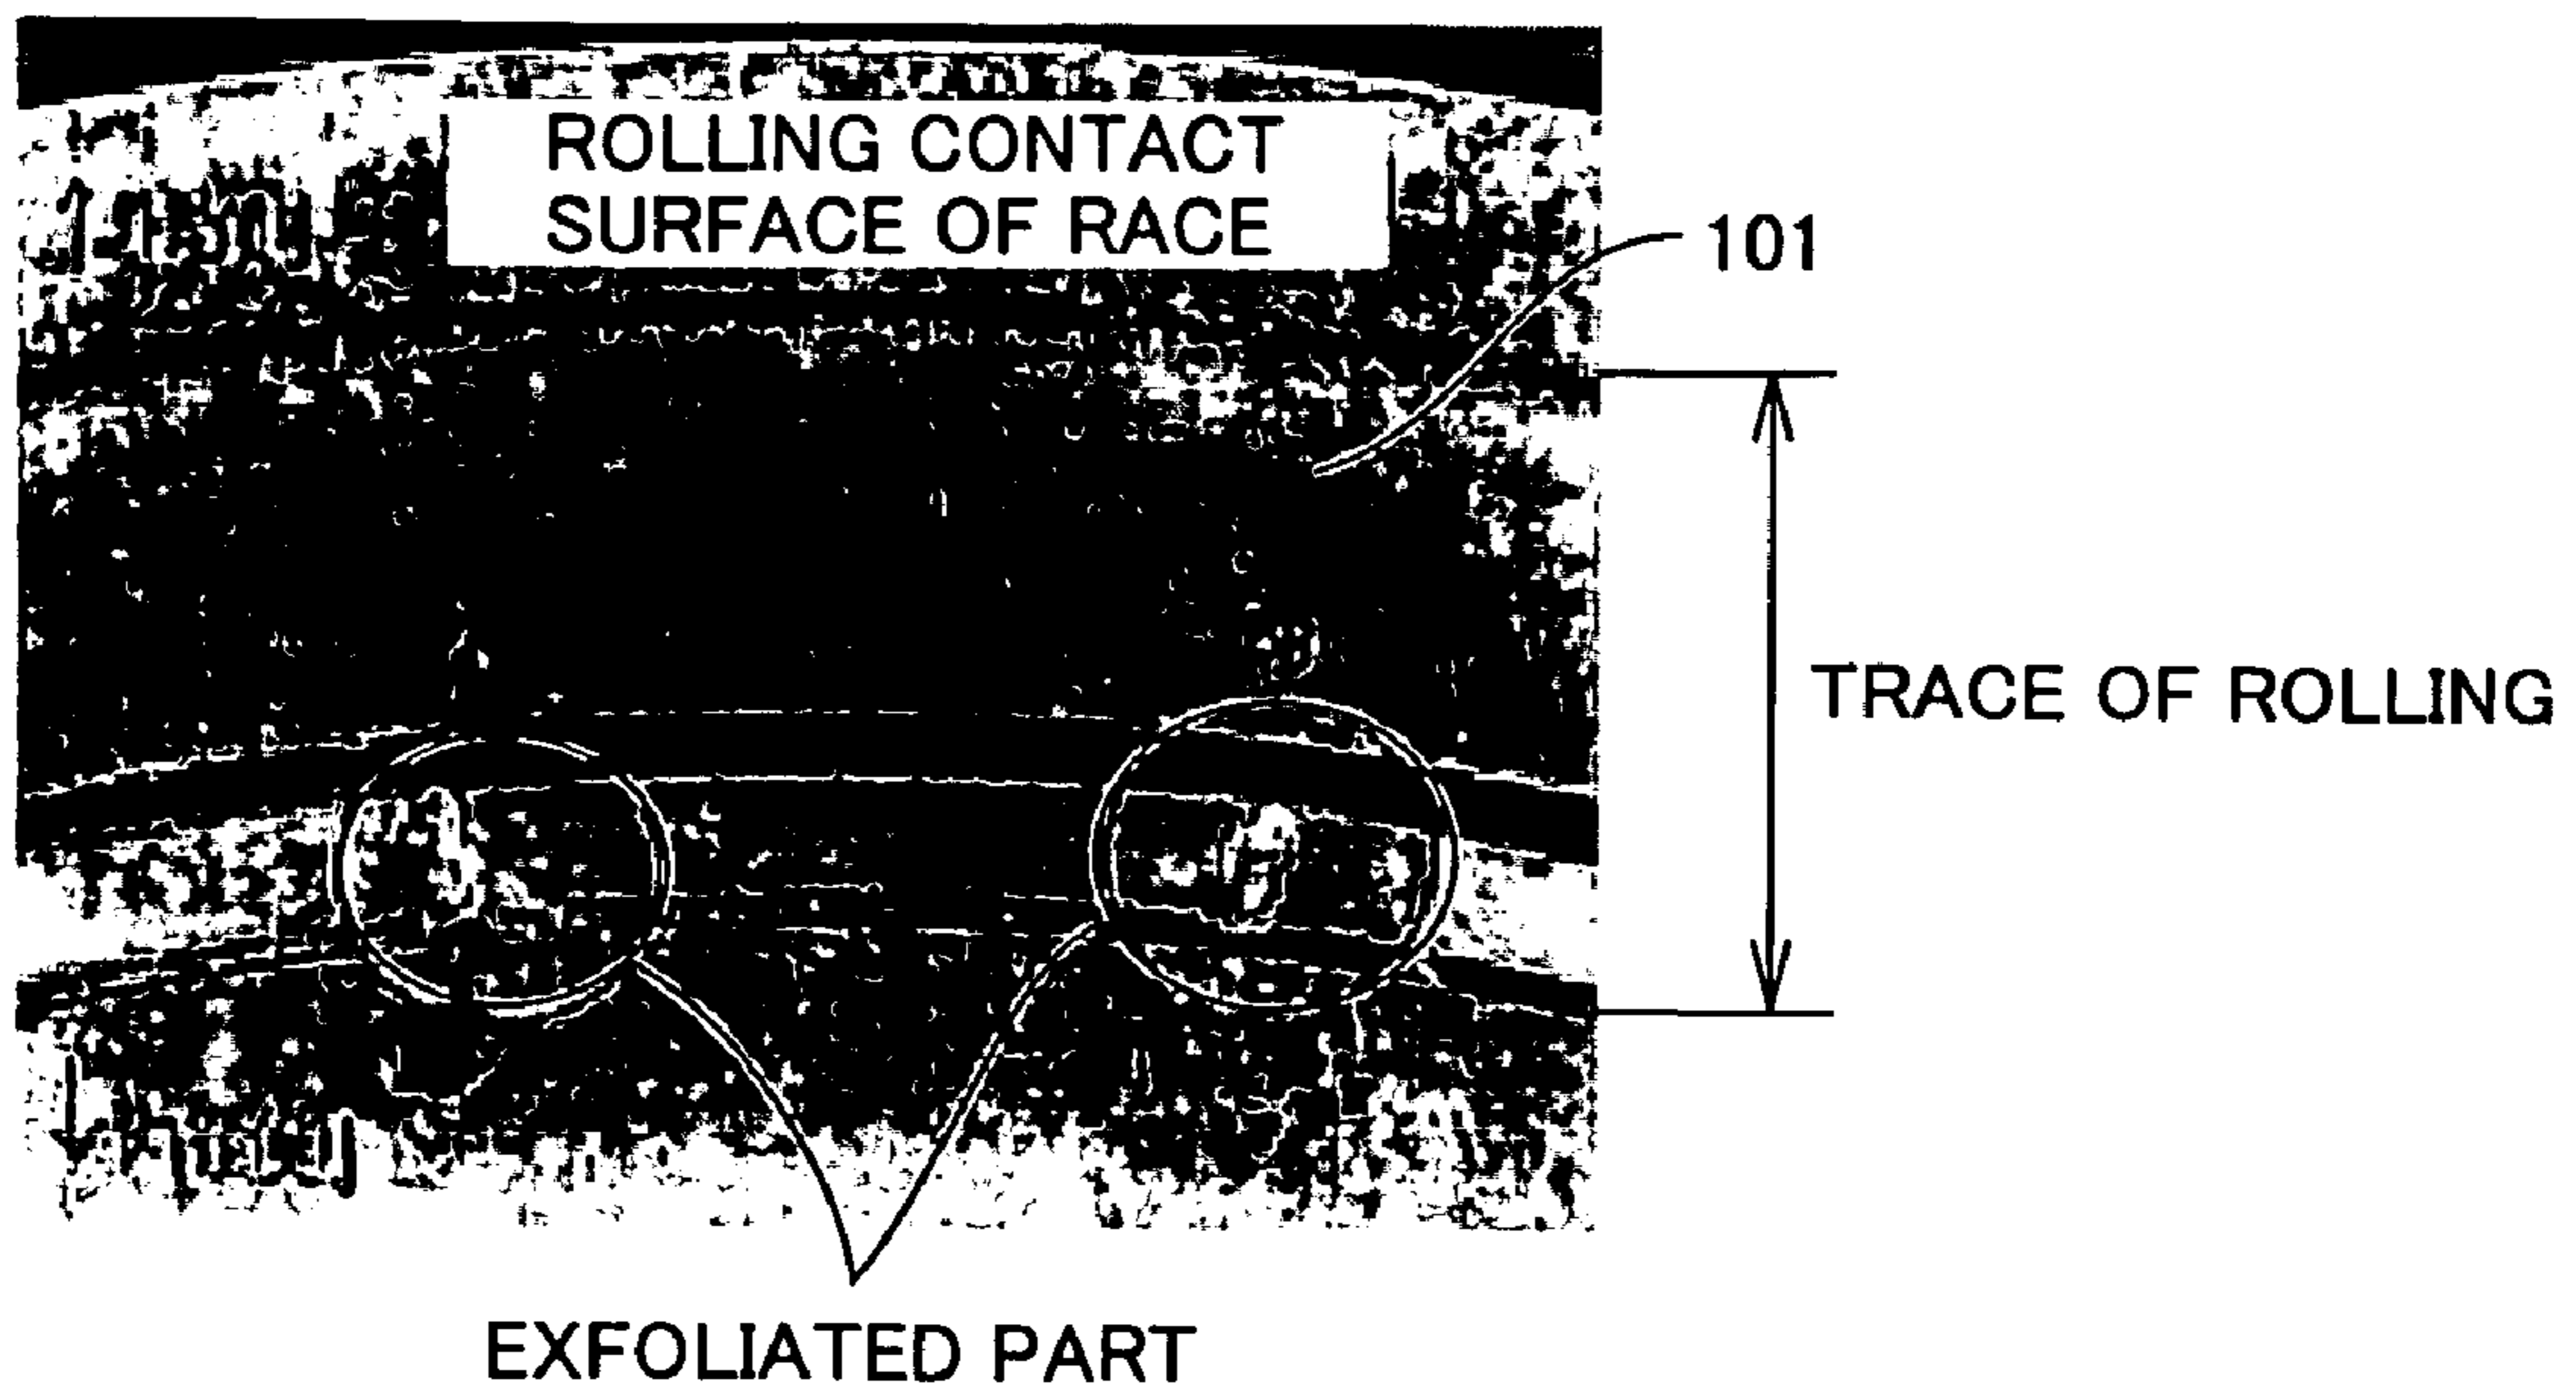 ROLLING CONTACT
SURFACE OF RACE
101
TRACE OF ROLLING
EXFOLIATED PART